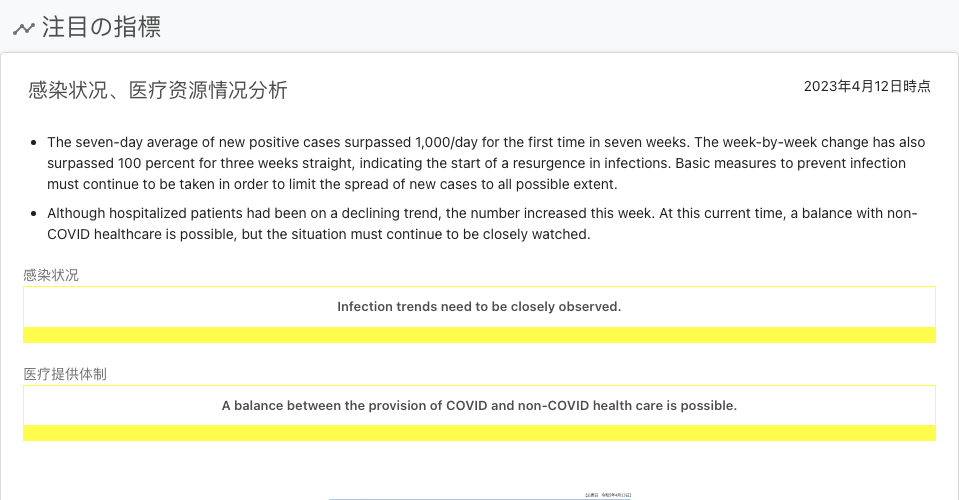 注目の指標
感染状况、医疗资源情况分析
2023年4月12日時点
The seven-day average of new positive cases surpassed 1,000/day for the first time in seven weeks. The week-by-week change has also
surpassed 100 percent for three weeks straight, indicating the start of a resurgence in infections. Basic measures to prevent infection
must continue to be taken in order to limit the spread of new cases to all possible extent.
Although hospitalized patients had been on a declining trend, the number increased this week. At this current time, a balance with non-
COVID healthcare is possible, but the situation must continue to be closely watched.
感染状况
Infection trends need to be closely observed.
医疗提供体制
A balance between the provision of COVID and non-COVID health care is possible.